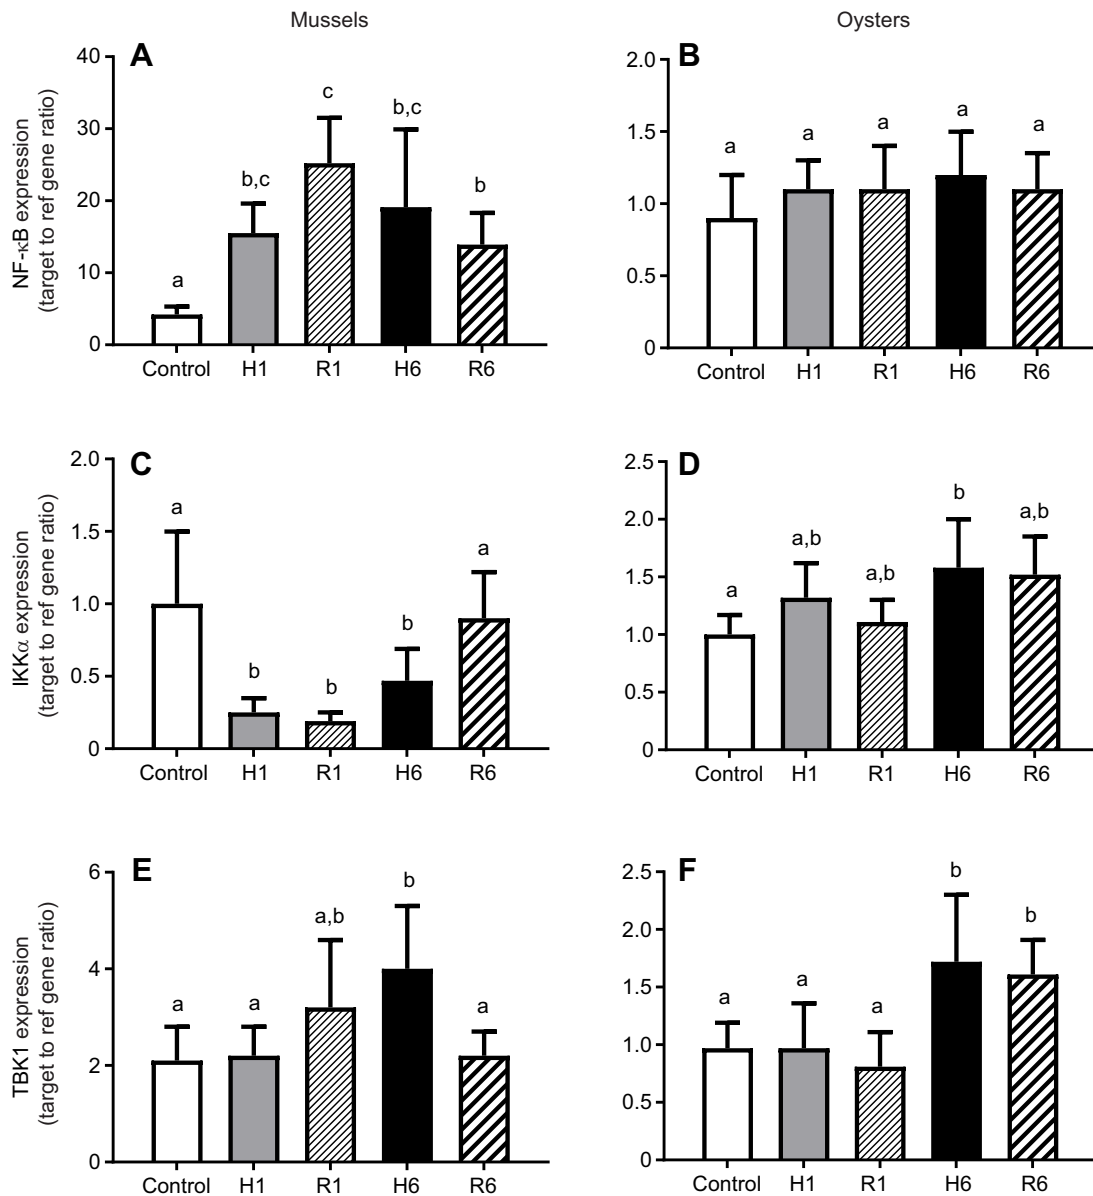 Mussels
Oysters
A
NF-κB expression
(target to ref gene ratio)
40
30
20
10
0
a
b,c
c
b,c
b
Control H1 R1 H6 R6
B
2.0
1.5
1.0
0.5
0
a
a
a
a
a
Control H1 R1 H6 R6
C
IKKα expression
(target to ref gene ratio)
2.0
1.5
1.0
0.5
0
a
b
b
b
a
Control H1 R1 H6 R6
D
2.5
2.0
1.5
1.0
0.5
0
a
a,b
a,b
b
a,b
Control H1 R1 H6 R6
E
TBK1 expression
(target to ref gene ratio)
6
4
2
0
a
a
a,b
b
a
Control H1 R1 H6 R6
F
2.5
2.0
1.5
1.0
0.5
0
a
a
a
b
b
Control H1 R1 H6 R6